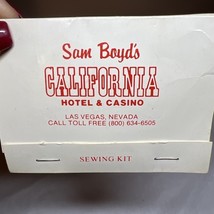 Sam Boyd's
CALIFORNIA
HOTEL & CASINO
LAS VEGAS, NEVADA
CALL TOLL FREE (800) 634-6505
SEWING KIT